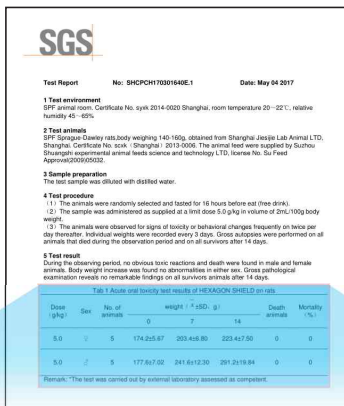 SGS
Test Report No: SHCPCH170301640E.1 Date: May 04 2017
1 Test environment
SPF animal room. Certificate No. syxk 2014-0020 Shanghai, room temperature 20~22℃, relative
humidity 45~65%
2 Test animals
SPF Sprague-Dawley rats,body weighing 140-160g, obtained from Shanghai Jiesijie Lab Animal LTD,
Shanghai, Certificate No. scxk（Shanghai）2013-0006. The animal feed were supplied by Suzhou
Shuangshi experimental animal feeds science and technology LTD, license No. Su Feed
Approval(2009)05032.
3 Sample preparation
The test sample was diluted with distilled water.
4 Test procedure
（1）The animals were randomly selected and fasted for 16 hours before eat (free drink).
（2）The sample was administered as supplied at a limit dose 5.0 g/kg in volume of 2mL/100g body
weight.
（3）The animals were observed for signs of toxicity or behavioral changes frequently on twice per
day thereafter. Individual weights were recorded every 3 days. Gross autopsies were performed on all
animals that died during the observation period and on all survivors after 14 days.
5 Test result
During the observing period, no obvious toxic reactions and death were found in male and female
animals. Body weight increase was found no abnormalities in either sex. Gross pathological
examination reveals no remarkable findings on all survivors animals after 14 days.
Tab 1 Acute oral toxicity test results of HEXAGON SHIELD on rats
Dose (g/kg) Sex No. of animals weight（x̄ ±SD，g） Death animals Mortality (%)
0 7 14
5.0 ♀ 5 174.2±5.67 203.4±6.80 223.4±7.50 0 0
5.0 ♂ 5 177.6±7.02 241.6±12.30 291.2±19.84 0 0
Remark: "The test was carried out by external laboratory assessed as competent.